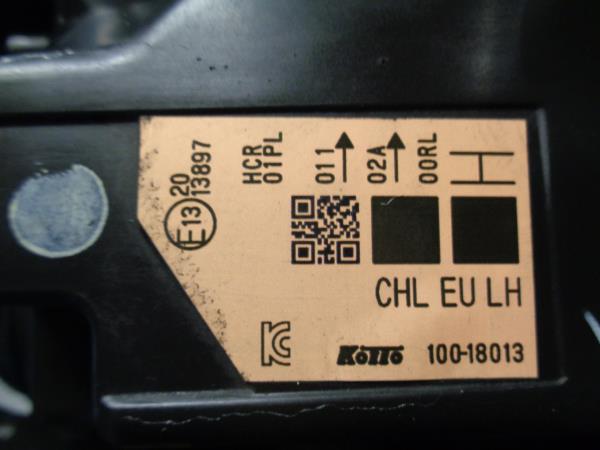 20
13897
E13
HCR
01PL
011
02A
00RL
CHL EU LH
KOITO 100-18013